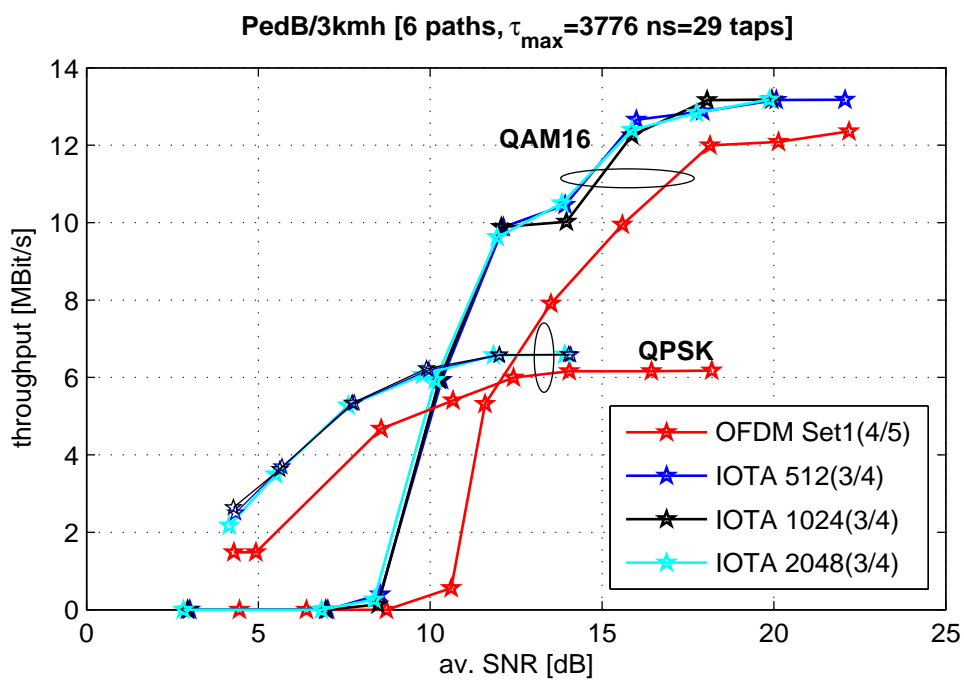 PedB/3kmh [6 paths, τmax=3776 ns=29 taps]
14
12
10
8
6
4
2
0
throughput [MBit/s]
QAM16
QPSK
OFDM Set1(4/5)
IOTA 512(3/4)
IOTA 1024(3/4)
IOTA 2048(3/4)
0 5 10 15 20 25
av. SNR [dB]